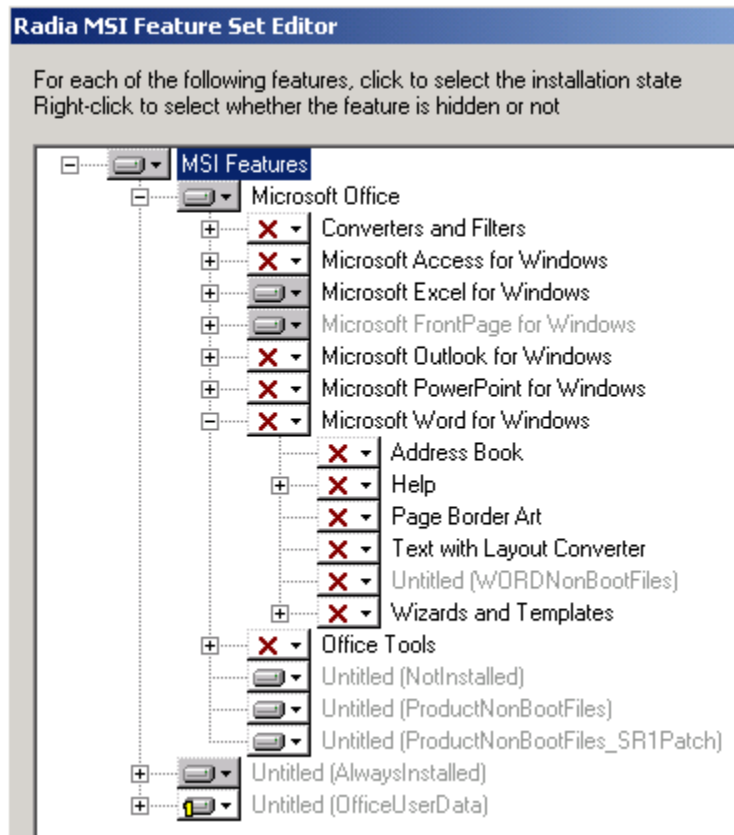 Radia MSI Feature Set Editor
For each of the following features, click to select the installation state
Right-click to select whether the feature is hidden or not
MSI Features
Microsoft Office
Converters and Filters
Microsoft Access for Windows
Microsoft Excel for Windows
Microsoft FrontPage for Windows
Microsoft Outlook for Windows
Microsoft PowerPoint for Windows
Microsoft Word for Windows
Address Book
Help
Page Border Art
Text with Layout Converter
Untitled (WORDNonBootFiles)
Wizards and Templates
Office Tools
Untitled (NotInstalled)
Untitled (ProductNonBootFiles)
Untitled (ProductNonBootFiles_SR1Patch)
Untitled (AlwaysInstalled)
Untitled (OfficeUserData)